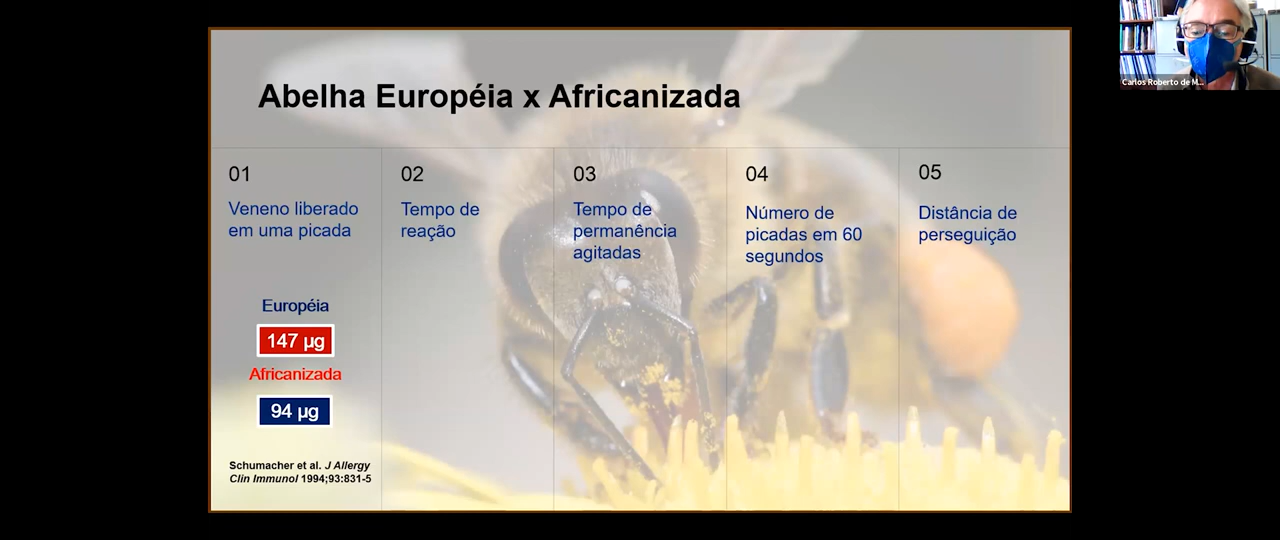 Abelha Européia x Africanizada
01
Veneno liberado
em uma picada
Européia
147 µg
Africanizada
94 µg
Schumacher et al. J Allergy
Clin Immunol 1994;93:831-5
02
Tempo de
reação
03
Tempo de
permanência
agitadas
04
Número de
picadas em 60
segundos
05
Distância de
perseguição
Carlos Roberto de M...